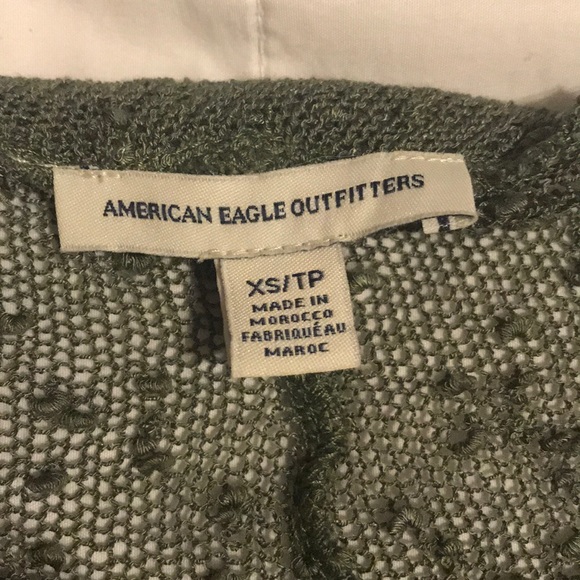 AMERICAN EAGLE OUTFITTERS
XS/TP
MADE IN
MOROCCO
FABRIQUÉAU
MAROC